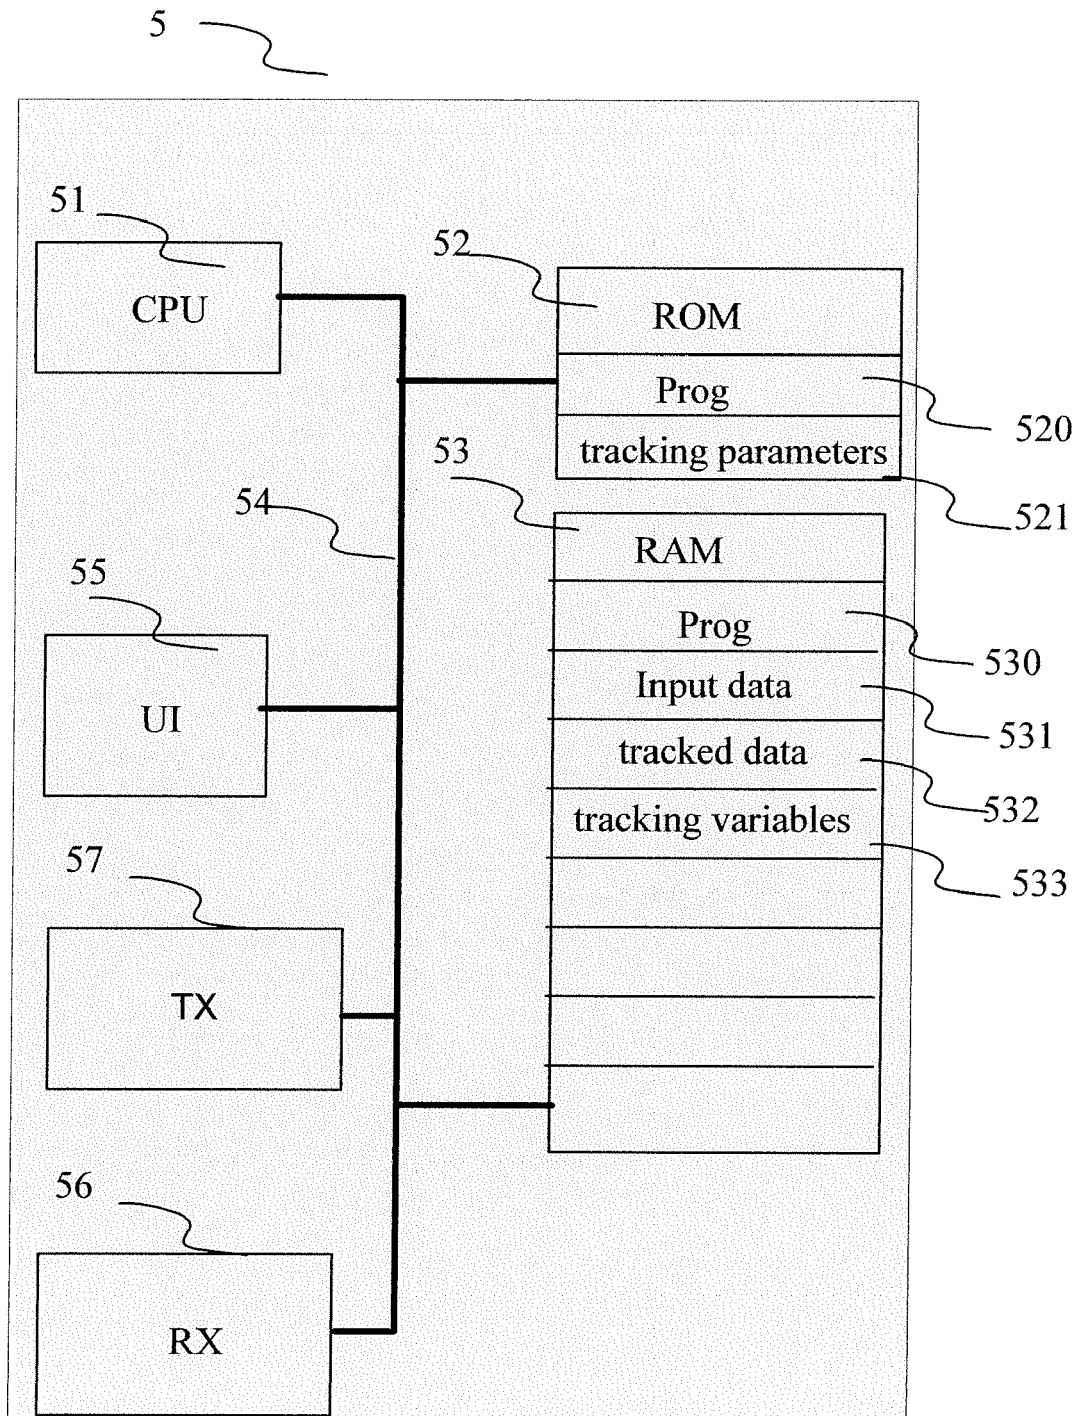 5
51
CPU
52
ROM
Prog
520
tracking parameters
521
53
RAM
54
Prog
530
55
Input data
531
UI
tracked data
532
tracking variables
533
57
TX
56
RX